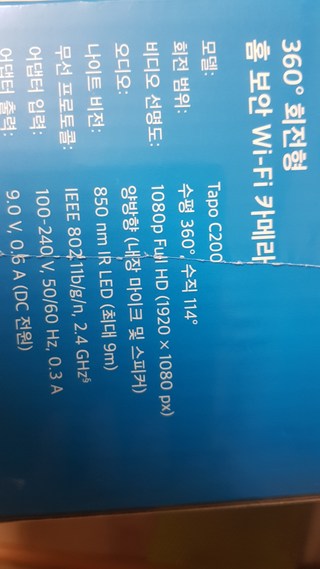 360° 회전형
홈 보안 Wi-Fi 카메라
모델: Tapo C200
회전 범위: 수평 360° 수직 114°
비디오 선명도: 1080p Full HD (1920 × 1080 px)
오디오: 양방향 (내장 마이크 및 스피커)
나이트 비전: 850 nm IR LED (최대 9m)
무선 프로토콜: IEEE 802.11b/g/n, 2.4 GHz
어댑터 입력: 100-240 V, 50/60 Hz, 0.3 A
어댑터 출력: 9.0 V, 0.6 A (DC 전원)